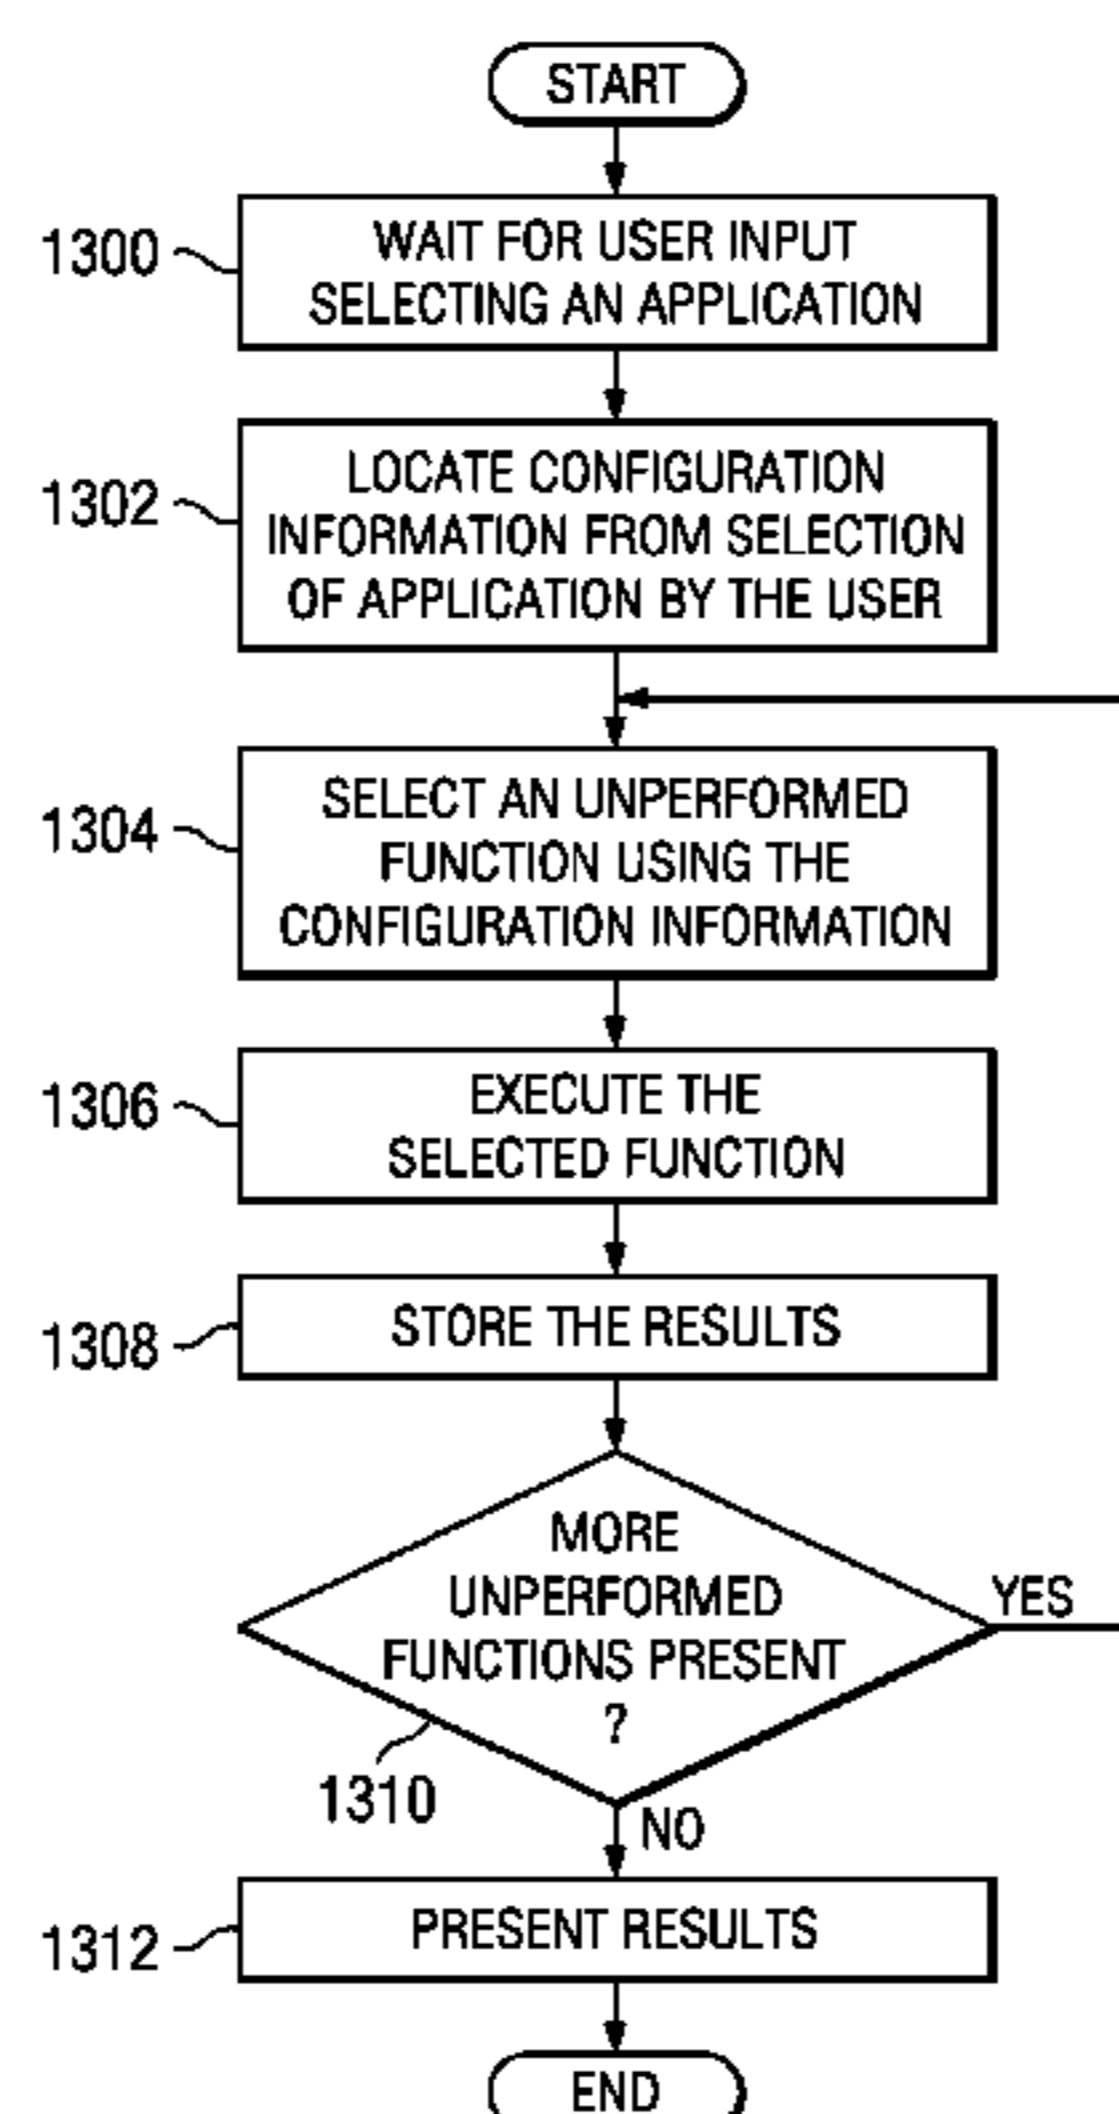 START
1300
WAIT FOR USER INPUT
SELECTING AN APPLICATION
1302
LOCATE CONFIGURATION
INFORMATION FROM SELECTION
OF APPLICATION BY THE USER
1304
SELECT AN UNPERFORMED
FUNCTION USING THE
CONFIGURATION INFORMATION
1306
EXECUTE THE
SELECTED FUNCTION
1308
STORE THE RESULTS
MORE
UNPERFORMED
FUNCTIONS PRESENT
?
YES
1310
NO
1312
PRESENT RESULTS
END